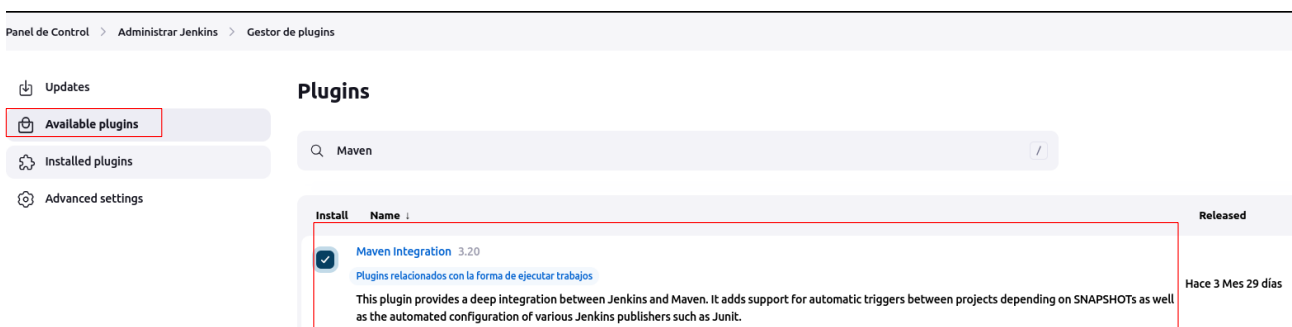 Panel de Control > Administrar Jenkins > Gestor de plugins
Updates
Available plugins
Installed plugins
Advanced settings
Plugins
Maven /
Install Name ↓ Released
Maven Integration 3.20
Plugins relacionados con la forma de ejecutar trabajos
Hace 3 Mes 29 días
This plugin provides a deep integration between Jenkins and Maven. It adds support for automatic triggers between projects depending on SNAPSHOTs as well
as the automated configuration of various Jenkins publishers such as Junit.